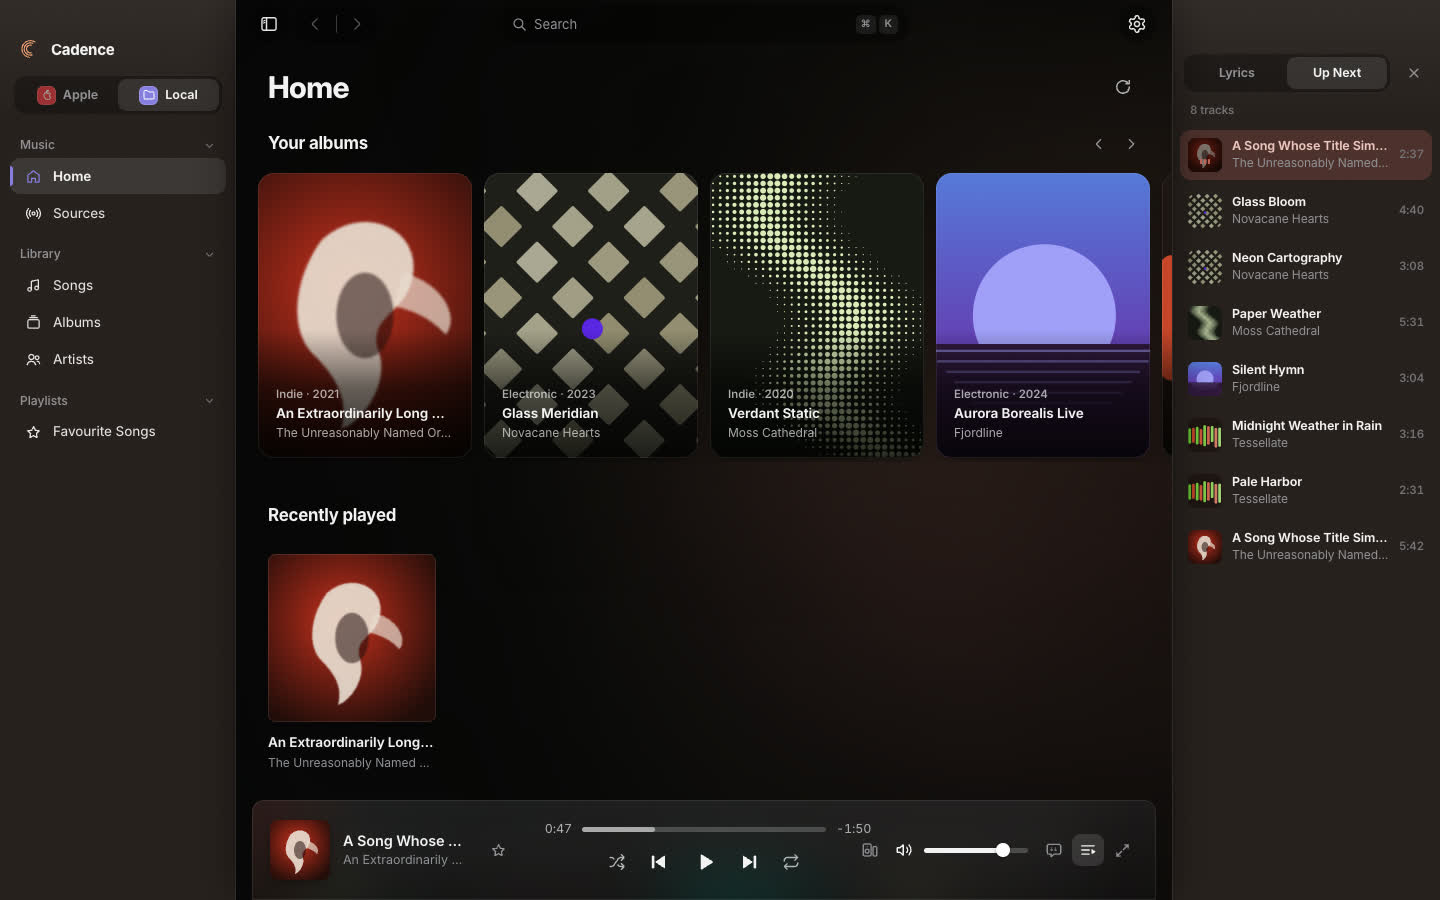 Cadence
Apple
Local
Music
Home
Sources
Library
Songs
Albums
Artists
Playlists
Favourite Songs
Search
⌘ K
Home
Your albums
Indie · 2021
An Extraordinarily Long ...
The Unreasonably Named Or...
Electronic · 2023
Glass Meridian
Novacane Hearts
Indie · 2020
Verdant Static
Moss Cathedral
Electronic · 2024
Aurora Borealis Live
Fjordline
Recently played
An Extraordinarily Long...
The Unreasonably Named ...
A Song Whose ...
An Extraordinarily ...
0:47
-1:50
Lyrics
Up Next
8 tracks
A Song Whose Title Sim...
The Unreasonably Named...
2:37
Glass Bloom
Novacane Hearts
4:40
Neon Cartography
Novacane Hearts
3:08
Paper Weather
Moss Cathedral
5:31
Silent Hymn
Fjordline
3:04
Midnight Weather in Rain
Tessellate
3:16
Pale Harbor
Tessellate
2:31
A Song Whose Title Sim...
The Unreasonably Named...
5:42